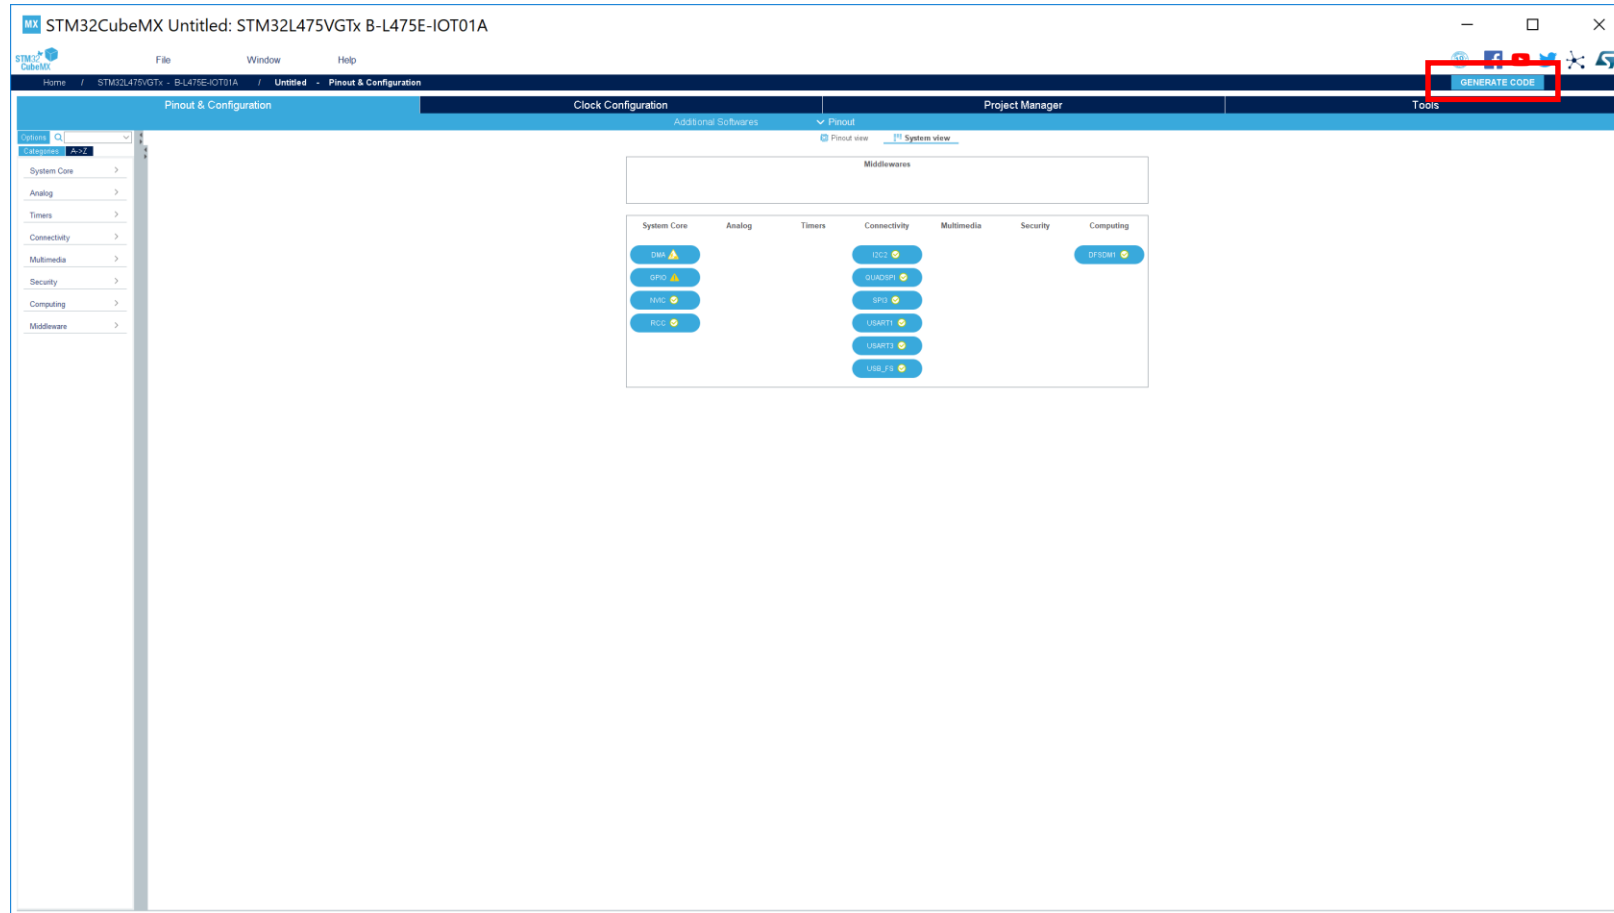 MX STM32CubeMX Untitled: STM32L475VGTx B-L475E-IOT01A
STM32
CubeMX
File Window Help
Home / STM32L475VGTx - B-L475E-IOT01A / Untitled - Pinout & Configuration GENERATE CODE
Pinout & Configuration Clock Configuration Project Manager Tools
Additional Softwares Pinout
Options Pinout view System view
Categories A->Z
Middlewares
System Core
Analog
Timers
Connectivity
Multimedia
Security
Computing
Middleware
System Core Analog Timers Connectivity Multimedia Security Computing
DMA I2C2 DFSDM1
GPIO QUADSPI
NVIC SPI3
RCC USART1
USART3
USB_FS